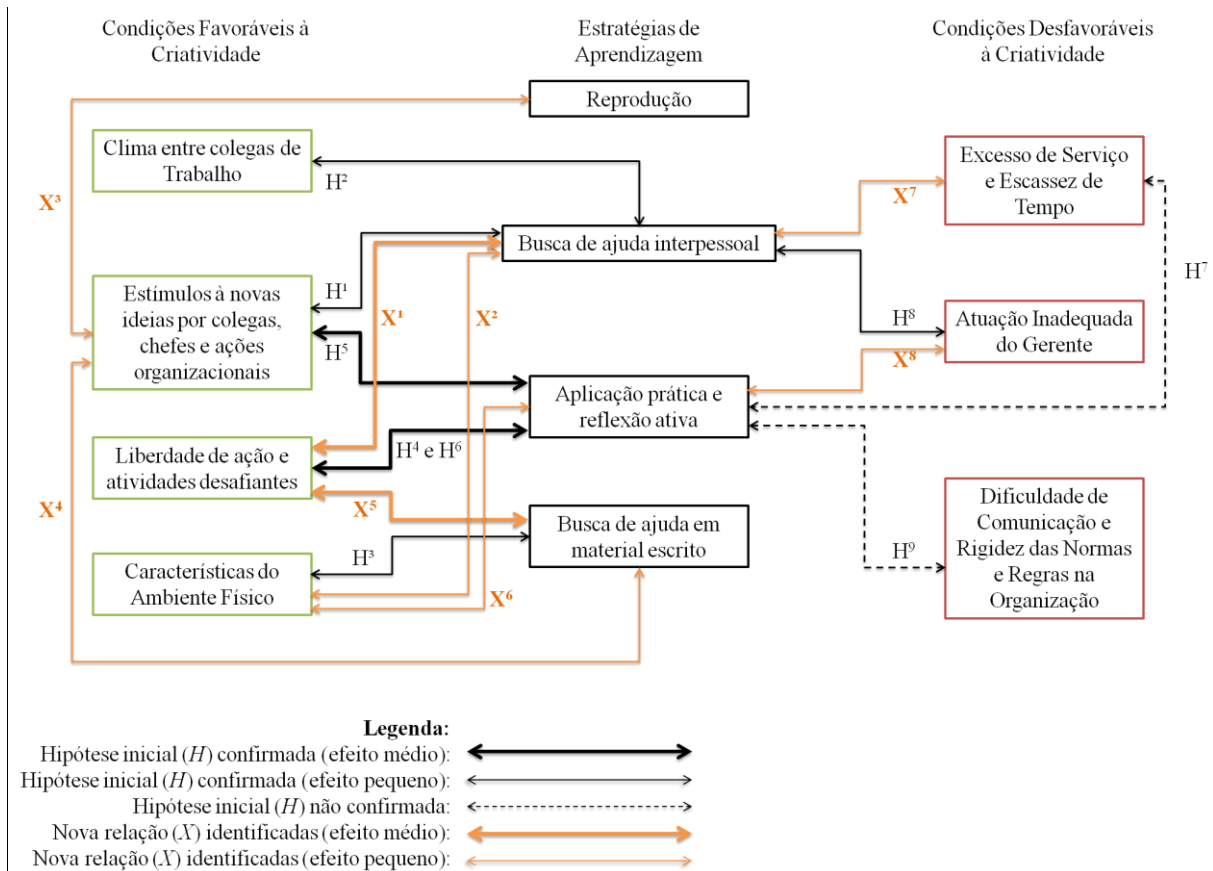 Condições Favoráveis à
Criatividade
Estratégias de
Aprendizagem
Condições Desfavoráveis
à Criatividade
Reprodução
Clima entre colegas de
Trabalho
H²
X³
Excesso de Serviço
e Escassez de
Tempo
X⁷
Busca de ajuda interpessoal
H⁷
Estímulos à novas
ideias por colegas,
chefes e ações
organizacionais
H¹
H⁵
X¹
X²
H⁸
Atuação Inadequada
do Gerente
X⁸
Aplicação prática e
reflexão ativa
Liberdade de ação e
atividades desafiantes
H⁴ e H⁶
X⁴
X⁵
Busca de ajuda em
material escrito
Dificuldade de
Comunicação e
Rigidez das Normas
e Regras na
Organização
H⁹
H³
Características do
Ambiente Físico
X⁶
Legenda:
Hipótese inicial (H) confirmada (efeito médio):
Hipótese inicial (H) confirmada (efeito pequeno):
Hipótese inicial (H) não confirmada:
Nova relação (X) identificadas (efeito médio):
Nova relação (X) identificadas (efeito pequeno):